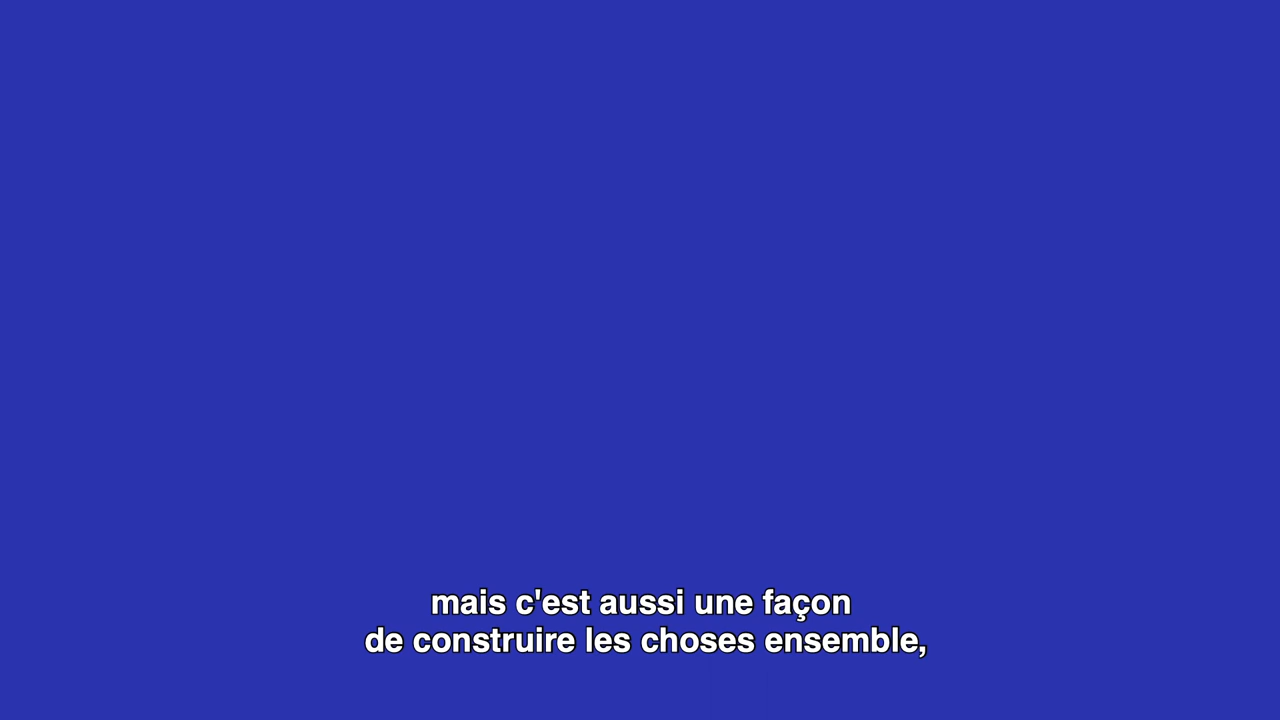 mais c'est aussi une façon
de construire les choses ensemble,